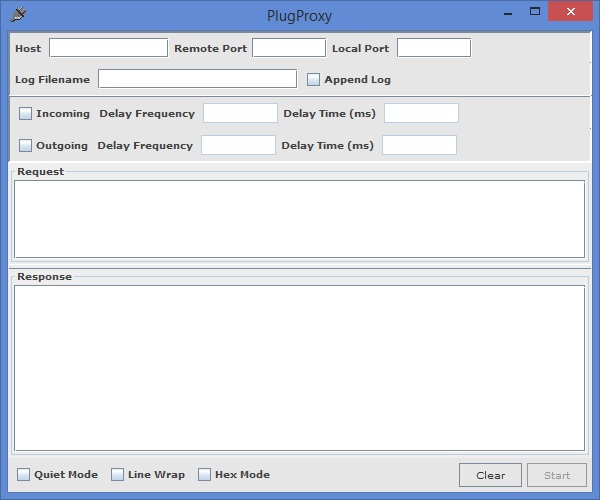 PlugProxy
Host Remote Port Local Port
Log Filename Append Log
Incoming Delay Frequency Delay Time (ms)
Outgoing Delay Frequency Delay Time (ms)
Request
Response
Quiet Mode Line Wrap Hex Mode Clear Start